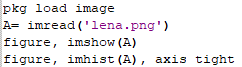 pkg load image
A= imread('lena.png')
figure, imshow(A)
figure, imhist(A), axis tight